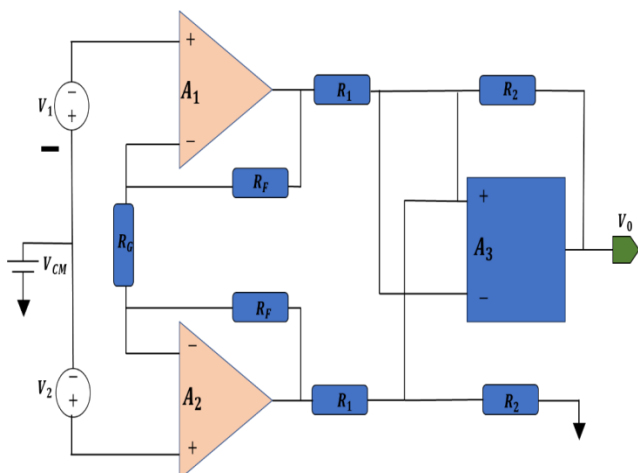 +
A1
−
V1
−
+
R1
R2
RF
RG
VCM
+
A3
−
V0
RF
V2
−
+
−
A2
+
R1
R2